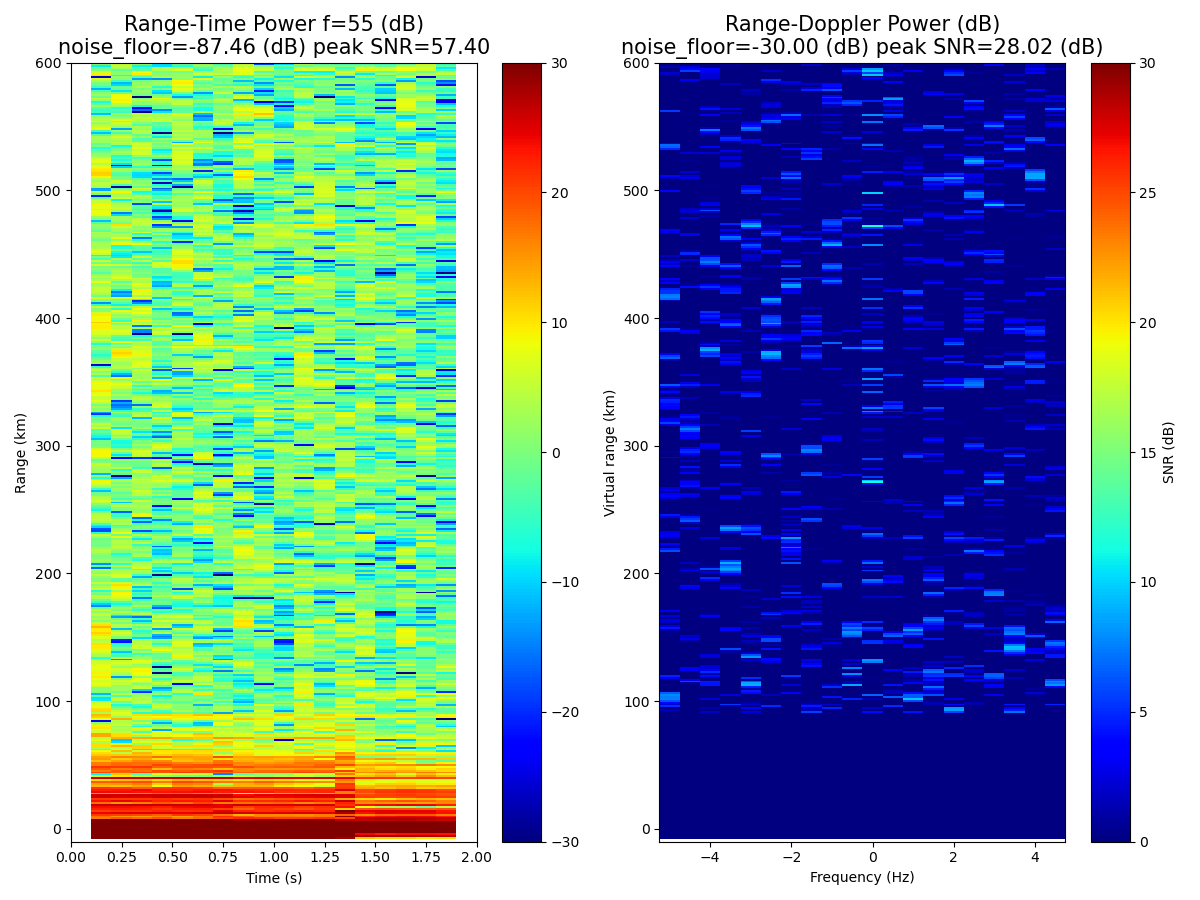 Range-Time Power f=55 (dB)
noise_floor=-87.46 (dB) peak SNR=57.40
Range-Doppler Power (dB)
noise_floor=-30.00 (dB) peak SNR=28.02 (dB)
Range (km)
600
500
400
300
200
100
0
0.00 0.25 0.50 0.75 1.00 1.25 1.50 1.75 2.00
Time (s)
30
20
10
0
−10
−20
−30
Virtual range (km)
600
500
400
300
200
100
0
−4 −2 0 2 4
Frequency (Hz)
30
25
20
15
10
5
0
SNR (dB)